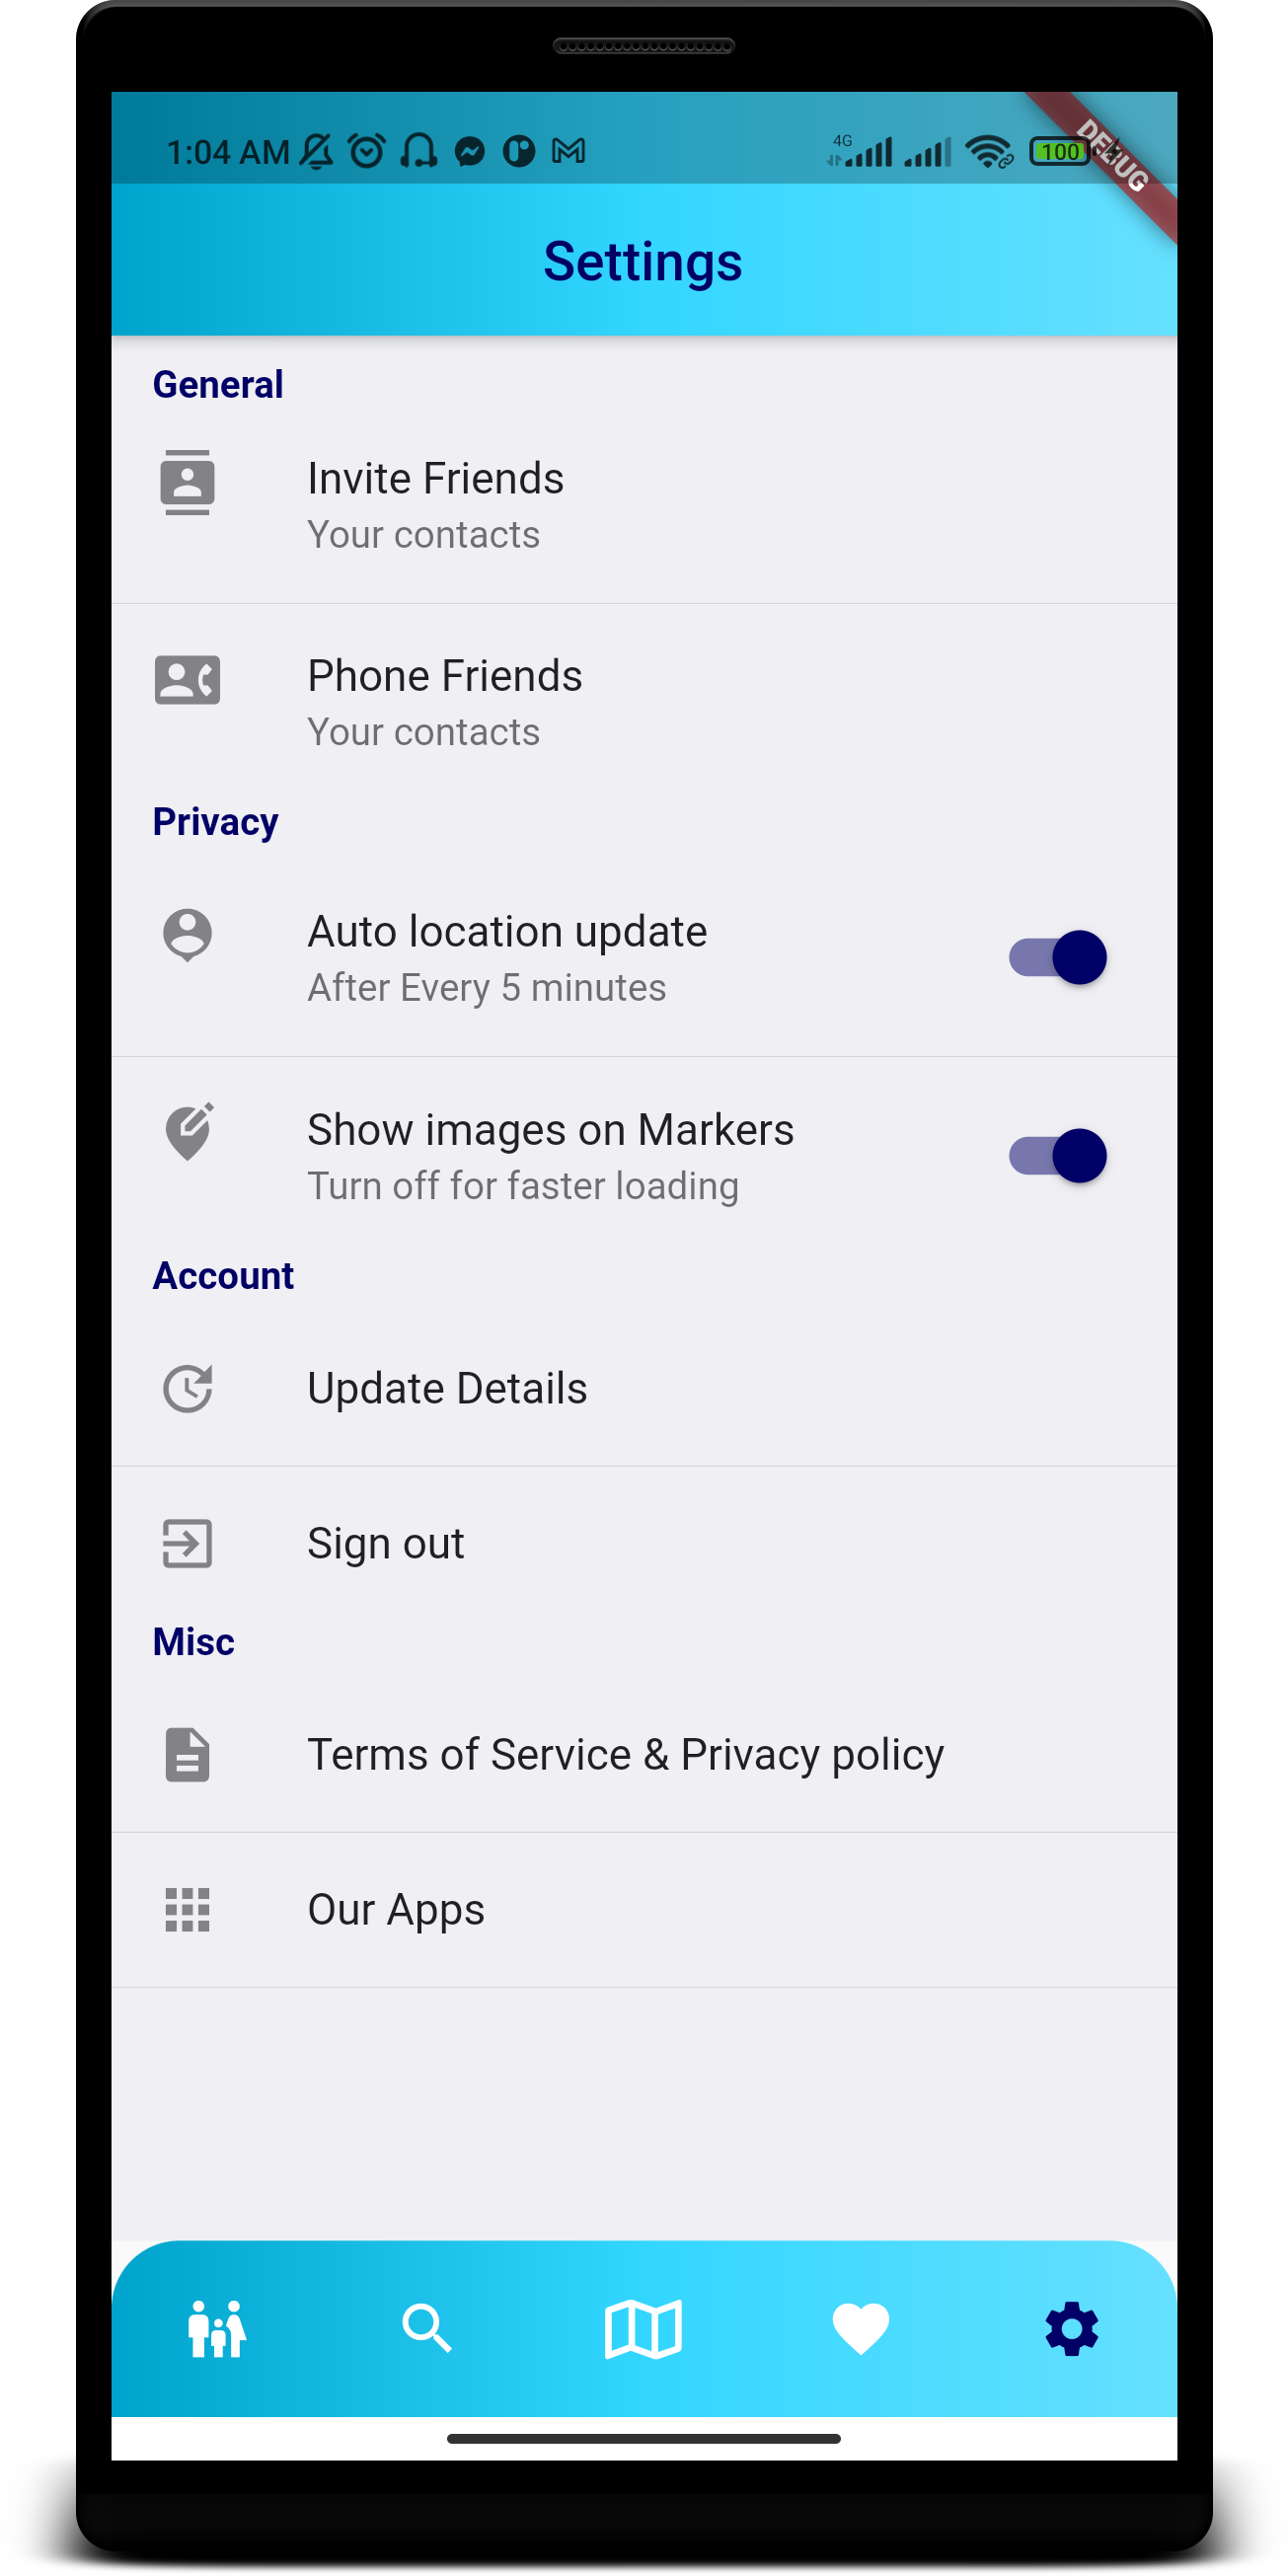 1:04 AM
4G
100
DEBUG
Settings
General
Invite Friends
Your contacts
Phone Friends
Your contacts
Privacy
Auto location update
After Every 5 minutes
Show images on Markers
Turn off for faster loading
Account
Update Details
Sign out
Misc
Terms of Service & Privacy policy
Our Apps